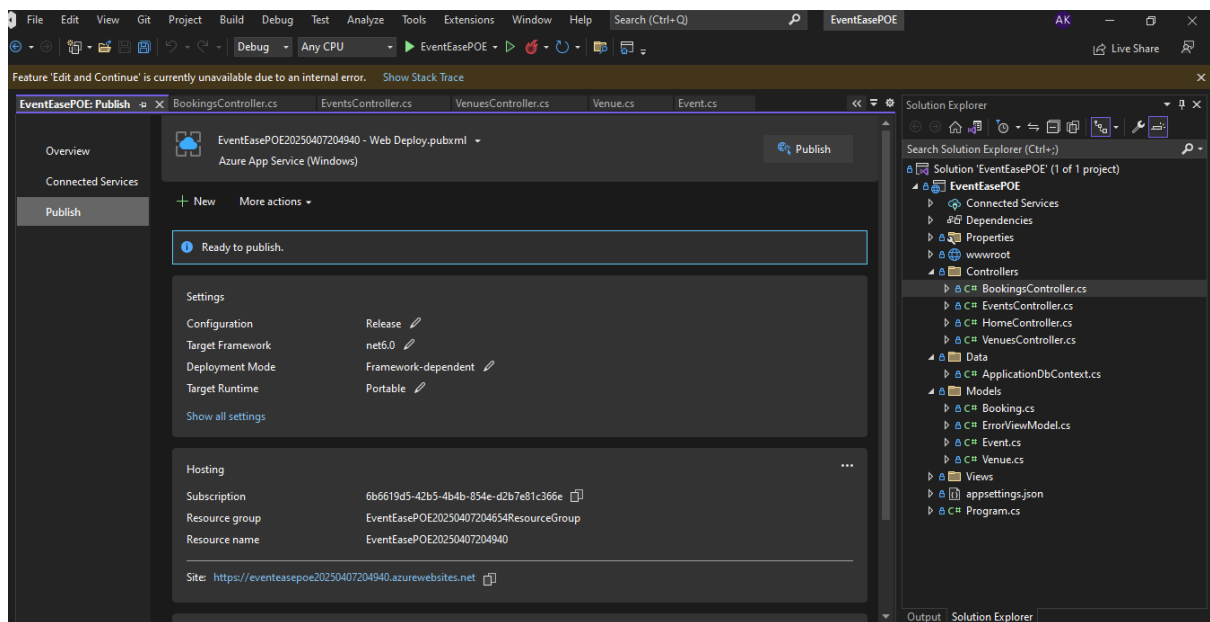 File Edit View Git Project Build Debug Test Analyze Tools Extensions Window Help Search (Ctrl+Q) EventEasePOE AK
Debug Any CPU EventEasePOE Live Share
Feature 'Edit and Continue' is currently unavailable due to an internal error. Show Stack Trace
EventEasePOE: Publish BookingsController.cs EventsController.cs VenuesController.cs Venue.cs Event.cs
Overview
Connected Services
Publish
EventEasePOE20250407204940 - Web Deploy.pubxml
Azure App Service (Windows)
Publish
New More actions
Ready to publish.
Settings
Configuration Release
Target Framework net6.0
Deployment Mode Framework-dependent
Target Runtime Portable
Show all settings
Hosting
Subscription 6b6619d5-42b5-4b4b-854e-d2b7e81c366e
Resource group EventEasePOE20250407204654ResourceGroup
Resource name EventEasePOE20250407204940
Site: https://eventeasepoe20250407204940.azurewebsites.net
Solution Explorer
Search Solution Explorer (Ctrl+;)
Solution 'EventEasePOE' (1 of 1 project)
EventEasePOE
Connected Services
Dependencies
Properties
wwwroot
Controllers
C# BookingsController.cs
C# EventsController.cs
C# HomeController.cs
C# VenuesController.cs
Data
C# ApplicationDbContext.cs
Models
C# Booking.cs
C# ErrorViewModel.cs
C# Event.cs
C# Venue.cs
Views
appsettings.json
C# Program.cs
Output Solution Explorer